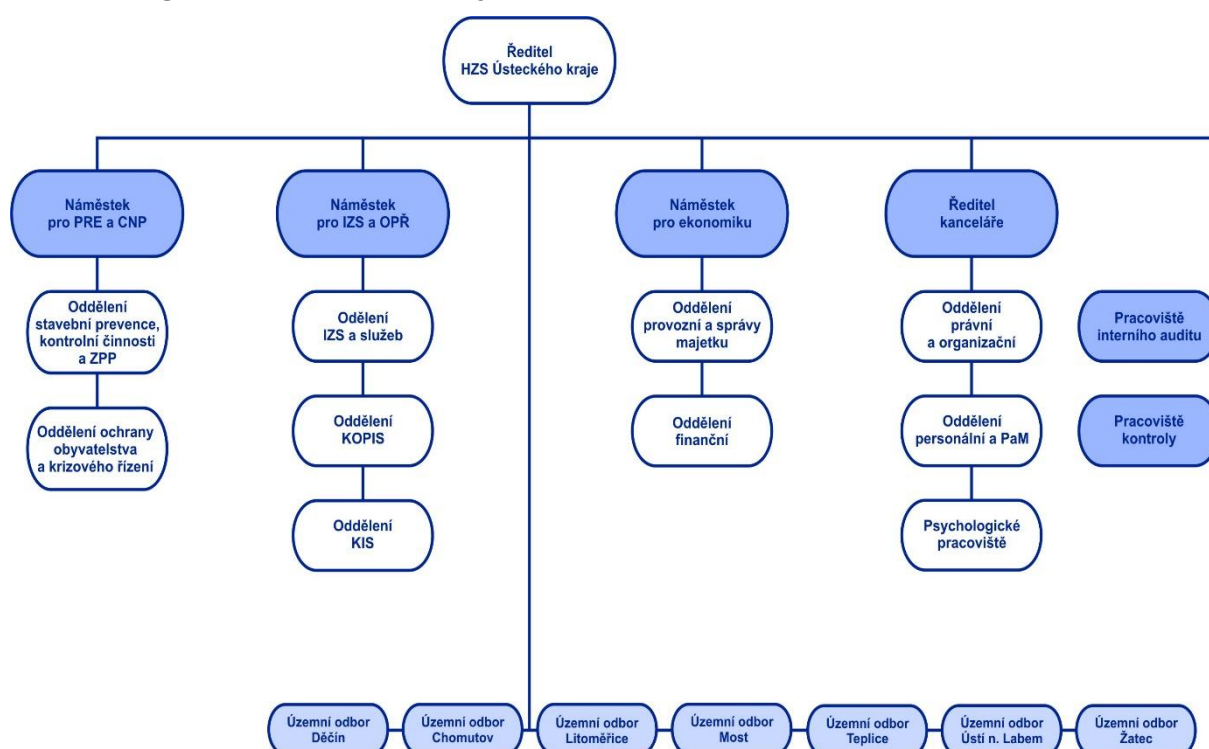 Ředitel
HZS Ústeckého kraje
Náměstek
pro PRE a CNP
Náměstek
pro IZS a OPŘ
Náměstek
pro ekonomiku
Ředitel
kanceláře
Oddělení
stavební prevence,
kontrolní činnosti
a ZPP
Oddělení ochrany
obyvatelstva
a krizového řízení
Oddělení
IZS a služeb
Oddělení
KOPIS
Oddělení
KIS
Oddělení
provozní a správy
majetku
Oddělení
finanční
Oddělení
právní
a organizační
Oddělení
personální a PaM
Psychologické
pracoviště
Pracoviště
interního auditu
Pracoviště
kontroly
Územní odbor
Děčín
Územní odbor
Chomutov
Územní odbor
Litoměřice
Územní odbor
Most
Územní odbor
Teplice
Územní odbor
Ústí n. Labem
Územní odbor
Žatec